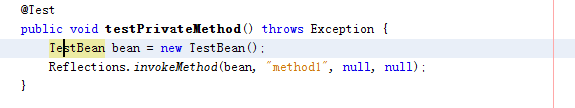 @Test
public void testPrivateMethod() throws Exception {
TestBean bean = new TestBean();
Reflections.invokeMethod(bean, "method1", null, null);
}